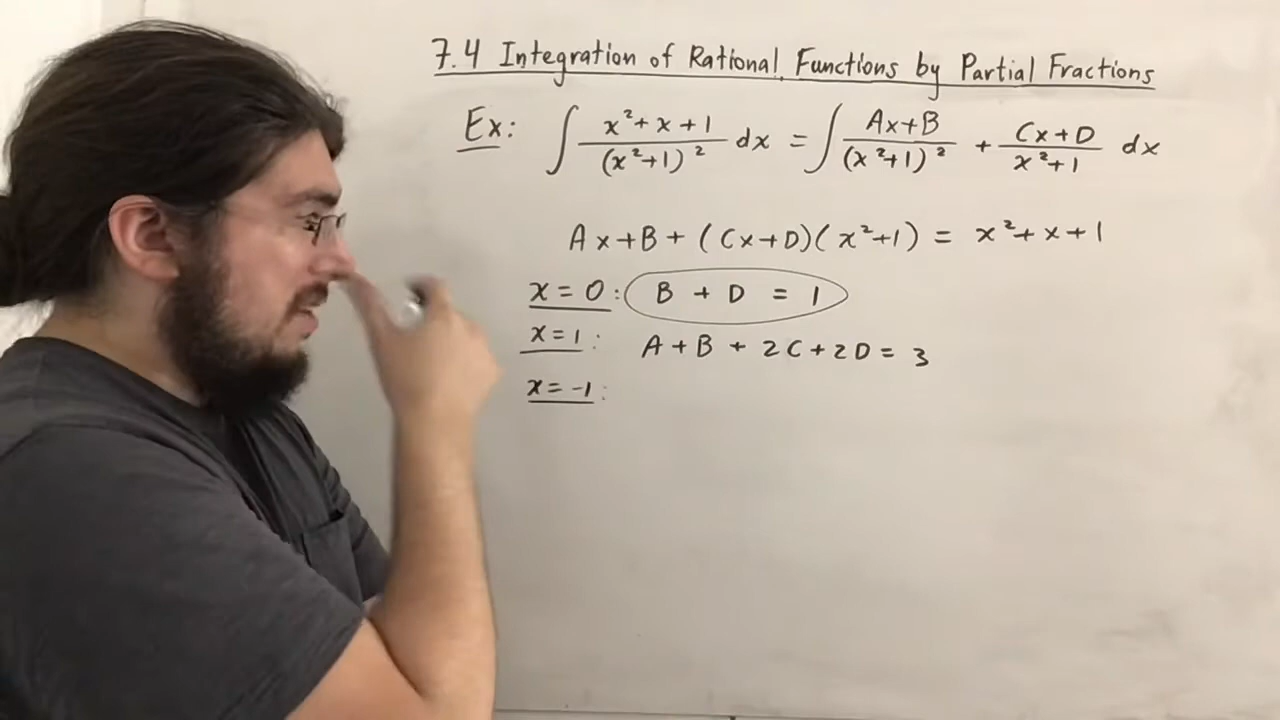 7.4 Integration of Rational Functions by Partial Fractions
Ex: ∫ x²+x+1 / (x²+1)² dx = ∫ Ax+B / (x²+1)² + Cx+D / x²+1 dx
Ax+B + (Cx+D)(x²+1) = x²+x+1
x=0: B + D = 1
x=1: A+B + 2C+2D = 3
x=-1: